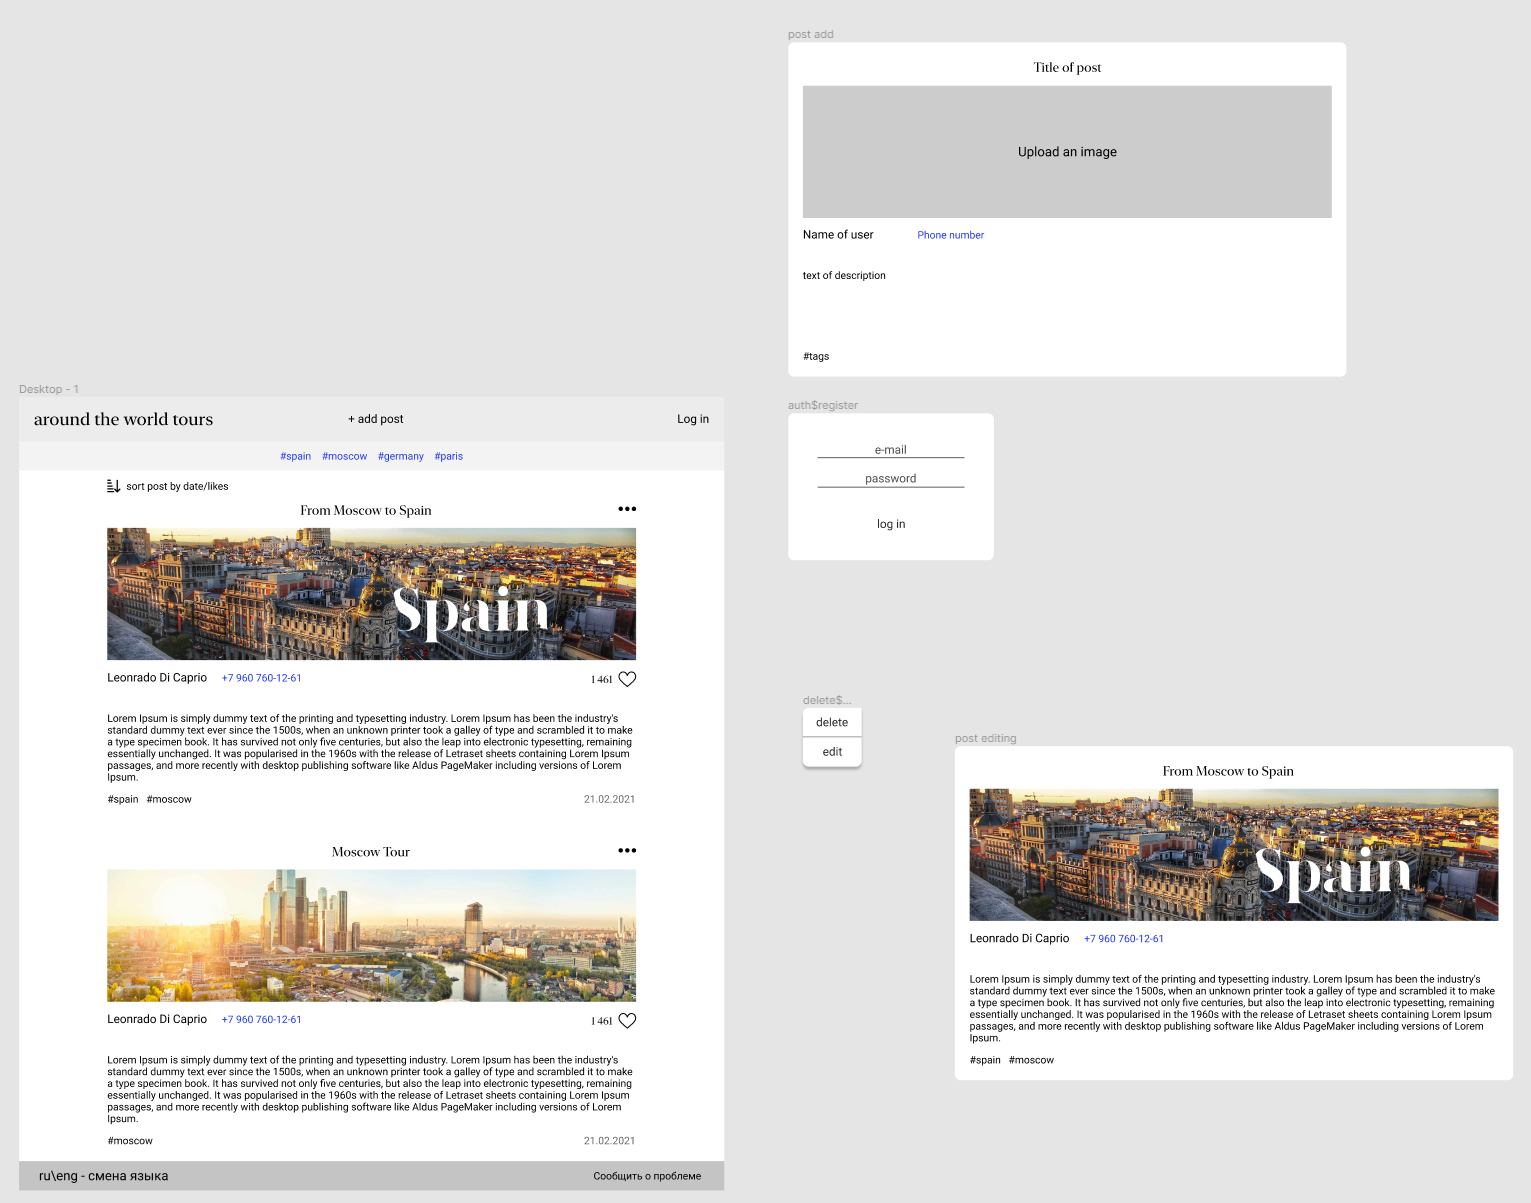 post add
Title of post
Upload an image
Name of user
Phone number
text of description
#tags
Desktop - 1
around the world tours
+ add post
Log in
#spain #moscow #germany #paris
sort post by date/likes
From Moscow to Spain
Spain
Leonrado Di Caprio
+7 960 760-12-61
1 461
Lorem Ipsum is simply dummy text of the printing and typesetting industry. Lorem Ipsum has been the industry's
standard dummy text ever since the 1500s, when an unknown printer took a galley of type and scrambled it to make
a type specimen book. It has survived not only five centuries, but also the leap into electronic typesetting, remaining
essentially unchanged. It was popularised in the 1960s with the release of Letraset sheets containing Lorem Ipsum
passages, and more recently with desktop publishing software like Aldus PageMaker including versions of Lorem
Ipsum.
#spain #moscow
21.02.2021
Moscow Tour
Leonrado Di Caprio
+7 960 760-12-61
1 461
Lorem Ipsum is simply dummy text of the printing and typesetting industry. Lorem Ipsum has been the industry's
standard dummy text ever since the 1500s, when an unknown printer took a galley of type and scrambled it to make
a type specimen book. It has survived not only five centuries, but also the leap into electronic typesetting, remaining
essentially unchanged. It was popularised in the 1960s with the release of Letraset sheets containing Lorem Ipsum
passages, and more recently with desktop publishing software like Aldus PageMaker including versions of Lorem
Ipsum.
#moscow
21.02.2021
ru\eng - смена языка
Сообщить о проблеме
auth$register
e-mail
password
log in
delete$...
delete
edit
post editing
From Moscow to Spain
Spain
Leonrado Di Caprio
+7 960 760-12-61
Lorem Ipsum is simply dummy text of the printing and typesetting industry. Lorem Ipsum has been the industry's
standard dummy text ever since the 1500s, when an unknown printer took a galley of type and scrambled it to make
a type specimen book. It has survived not only five centuries, but also the leap into electronic typesetting, remaining
essentially unchanged. It was popularised in the 1960s with the release of Letraset sheets containing Lorem Ipsum
passages, and more recently with desktop publishing software like Aldus PageMaker including versions of Lorem
Ipsum.
#spain #moscow